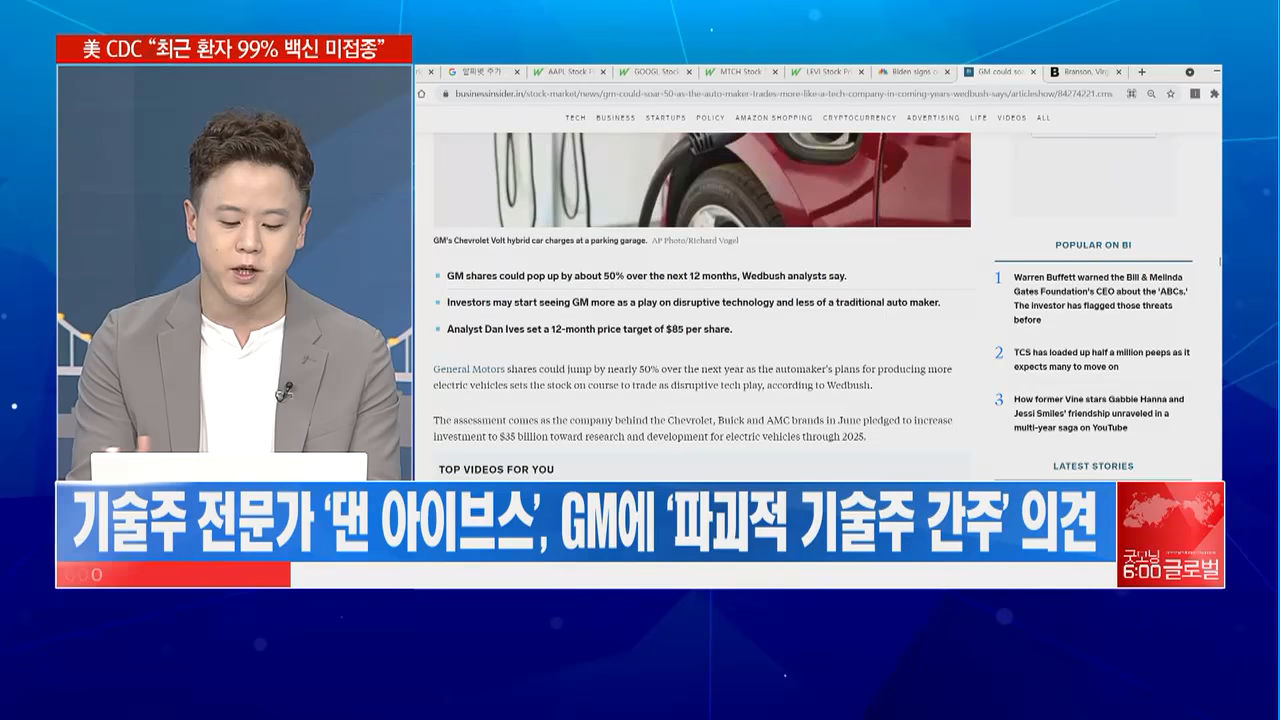 美 CDC “최근 환자 99% 백신 미접종”
알파벳 주가
AAPL Stock P
GOOGL Stoc
MTCH Stock
LEVI Stock Pr
Biden signs o
GM could soa
Branson, Virg
businessinsider.in/stock-market/news/gm-could-soar-50-as-the-auto-maker-trades-more-like-a-tech-company-in-coming-years-wedbush-says/articleshow/84274221.cms
TECH BUSINESS STARTUPS POLICY AMAZON SHOPPING CRYPTOCURRENCY ADVERTISING LIFE VIDEOS ALL
GM's Chevrolet Volt hybrid car charges at a parking garage. AP Photo/Richard Vogel
GM shares could pop up by about 50% over the next 12 months, Wedbush analysts say.
Investors may start seeing GM more as a play on disruptive technology and less of a traditional auto maker.
Analyst Dan Ives set a 12-month price target of $85 per share.
General Motors shares could jump by nearly 50% over the next year as the automaker's plans for producing more
electric vehicles sets the stock on course to trade as disruptive tech play, according to Wedbush.
The assessment comes as the company behind the Chevrolet, Buick and AMC brands in June pledged to increase
investment to $35 billion toward research and development for electric vehicles through 2025.
TOP VIDEOS FOR YOU
POPULAR ON BI
1 Warren Buffett warned the Bill & Melinda
Gates Foundation's CEO about the 'ABCs.'
The investor has flagged those threats
before
2 TCS has loaded up half a million peeps as it
expects many to move on
3 How former Vine stars Gabbie Hanna and
Jessi Smiles' friendship unraveled in a
multi-year saga on YouTube
LATEST STORIES
기술주 전문가 ‘댄 아이브스’, GM에 ‘파괴적 기술주 간주’ 의견
굿모닝
6:00 글로벌